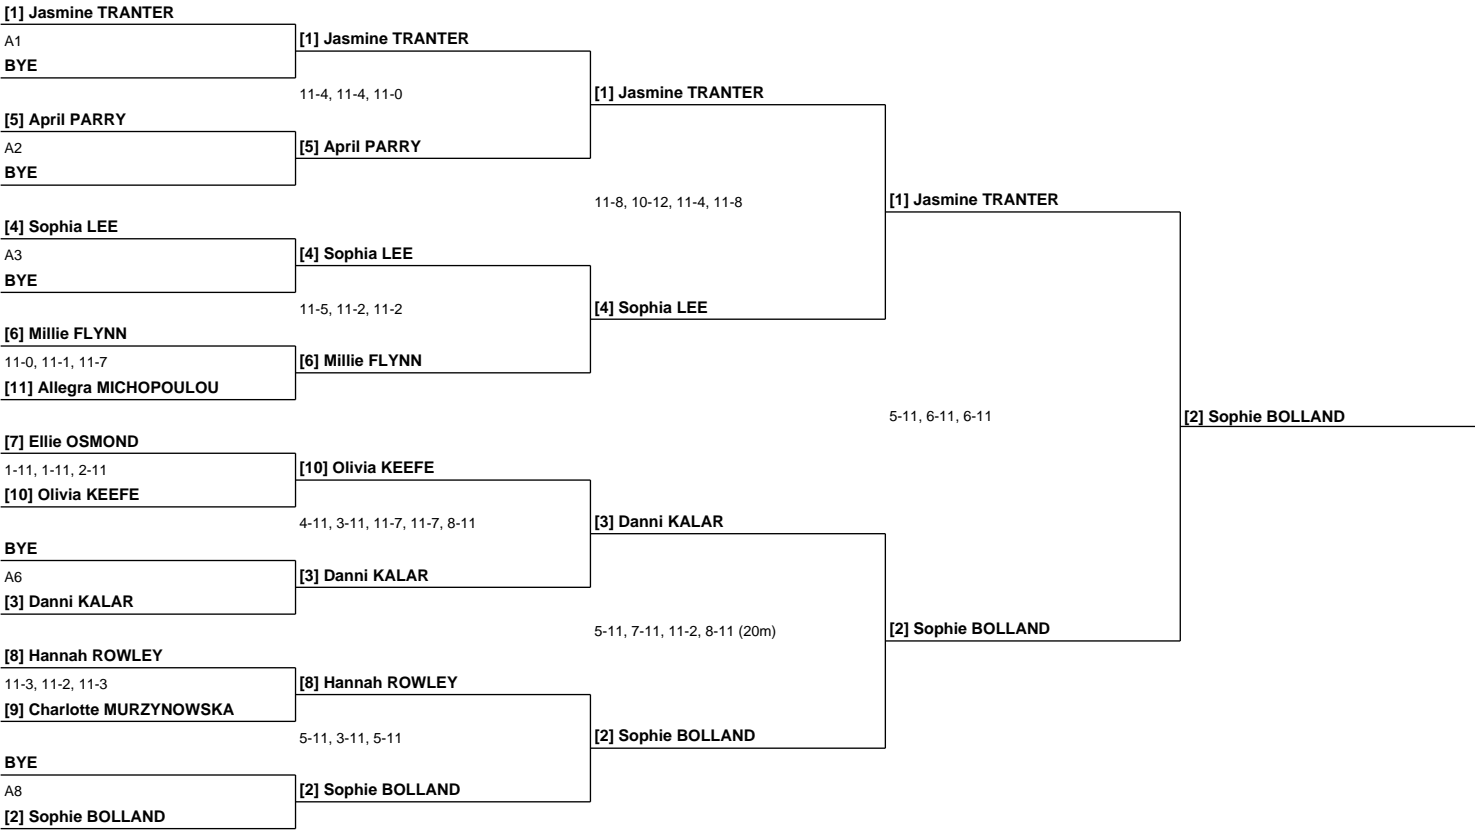 [1] Jasmine TRANTER
A1
BYE
[5] April PARRY
A2
BYE
[4] Sophia LEE
A3
BYE
[6] Millie FLYNN
11-0, 11-1, 11-7
[11] Allegra MICHOPOULOU
[7] Ellie OSMOND
1-11, 1-11, 2-11
[10] Olivia KEEFE
BYE
A6
[3] Danni KALAR
[8] Hannah ROWLEY
11-3, 11-2, 11-3
[9] Charlotte MURZYNOWSKA
BYE
A8
[2] Sophie BOLLAND
[1] Jasmine TRANTER
11-4, 11-4, 11-0
[5] April PARRY
[4] Sophia LEE
11-5, 11-2, 11-2
[6] Millie FLYNN
[10] Olivia KEEFE
4-11, 3-11, 11-7, 11-7, 8-11
[3] Danni KALAR
[8] Hannah ROWLEY
5-11, 3-11, 5-11
[2] Sophie BOLLAND
[1] Jasmine TRANTER
11-8, 10-12, 11-4, 11-8
[4] Sophia LEE
[3] Danni KALAR
5-11, 7-11, 11-2, 8-11 (20m)
[2] Sophie BOLLAND
[1] Jasmine TRANTER
5-11, 6-11, 6-11
[2] Sophie BOLLAND
[2] Sophie BOLLAND